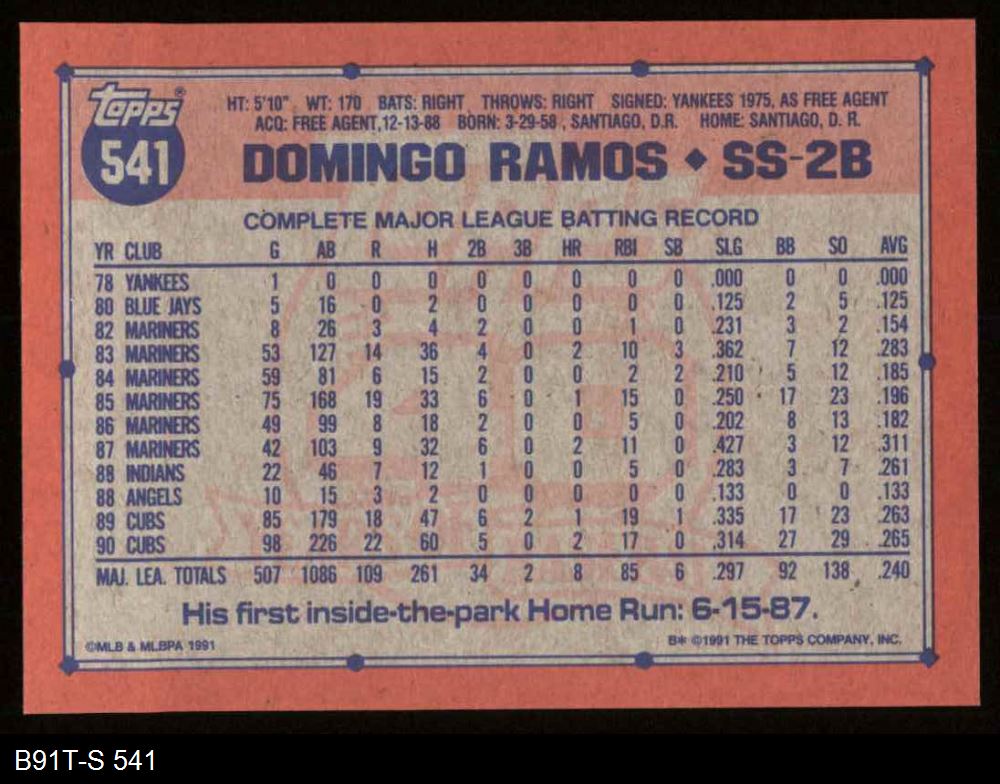 topps®
541
HT: 5'10" WT: 170 BATS: RIGHT THROWS: RIGHT SIGNED: YANKEES 1975, AS FREE AGENT
ACQ: FREE AGENT,12-13-88 BORN: 3-29-58, SANTIAGO, D.R. HOME: SANTIAGO, D. R.
DOMINGO RAMOS ◆ SS-2B
COMPLETE MAJOR LEAGUE BATTING RECORD
YR CLUB G AB R H 2B 3B HR RBI SB SLG BB SO AVG
78 YANKEES 1 0 0 0 0 0 0 0 0 .000 0 0 .000
80 BLUE JAYS 5 16 0 2 0 0 0 0 0 .125 2 5 .125
82 MARINERS 8 26 3 4 2 0 0 1 0 .231 3 2 .154
83 MARINERS 53 127 14 36 4 0 2 10 3 .362 7 12 .283
84 MARINERS 59 81 6 15 2 0 0 2 2 .210 5 12 .185
85 MARINERS 75 168 19 33 6 0 1 15 0 .250 17 23 .196
86 MARINERS 49 99 8 18 2 0 0 5 0 .202 8 13 .182
87 MARINERS 42 103 9 32 6 0 2 11 0 .427 3 12 .311
88 INDIANS 22 46 7 12 1 0 0 5 0 .283 3 7 .261
88 ANGELS 10 15 3 2 0 0 0 0 0 .133 0 0 .133
89 CUBS 85 179 18 47 6 2 1 19 1 .335 17 23 .263
90 CUBS 98 226 22 60 5 0 2 17 0 .314 27 29 .265
MAJ. LEA. TOTALS 507 1086 109 261 34 2 8 85 6 .297 92 138 .240
His first inside-the-park Home Run: 6-15-87.
©MLB & MLBPA 1991 B* ©1991 THE TOPPS COMPANY, INC.
B91T-S 541